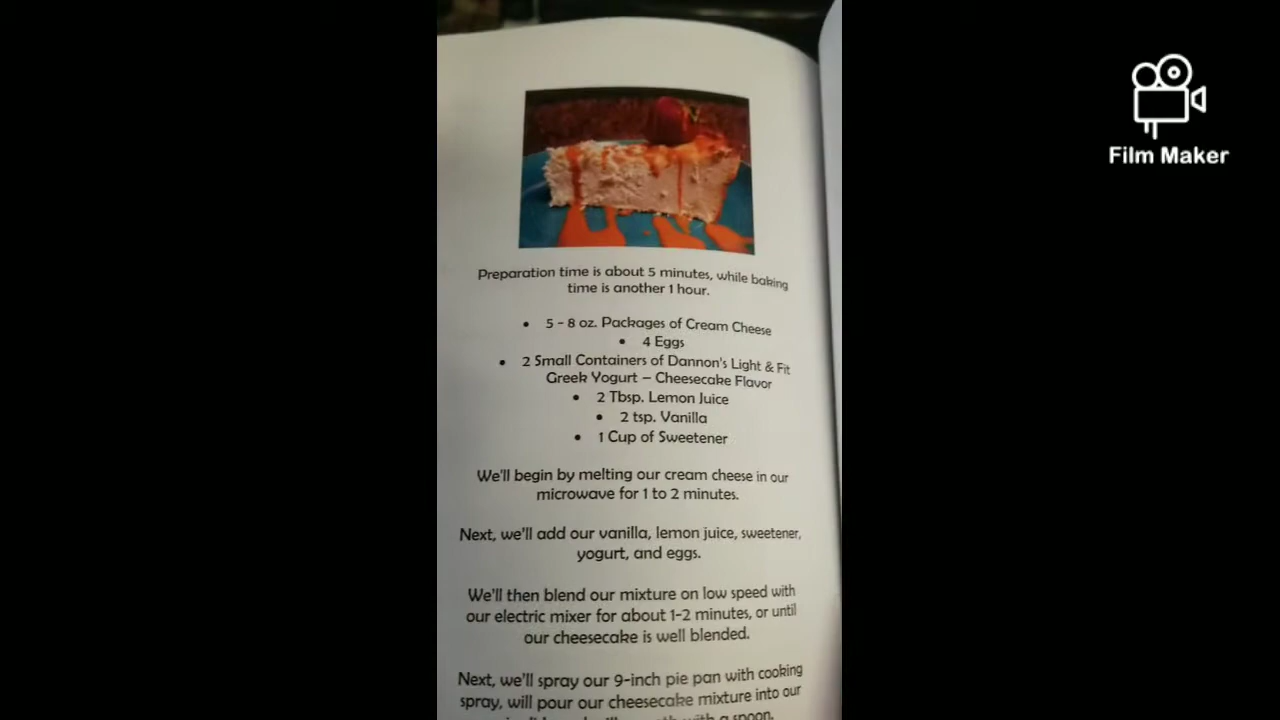 Film Maker
Preparation time is about 5 minutes, while baking
time is another 1 hour.
• 5 - 8 oz. Packages of Cream Cheese
• 4 Eggs
• 2 Small Containers of Dannon's Light & Fit
Greek Yogurt – Cheesecake Flavor
• 2 Tbsp. Lemon Juice
• 2 tsp. Vanilla
• 1 Cup of Sweetener
We'll begin by melting our cream cheese in our
microwave for 1 to 2 minutes.
Next, we'll add our vanilla, lemon juice, sweetener,
yogurt, and eggs.
We'll then blend our mixture on low speed with
our electric mixer for about 1-2 minutes, or until
our cheesecake is well blended.
Next, we'll spray our 9-inch pie pan with cooking
spray, will pour our cheesecake mixture into our
with a spoon.